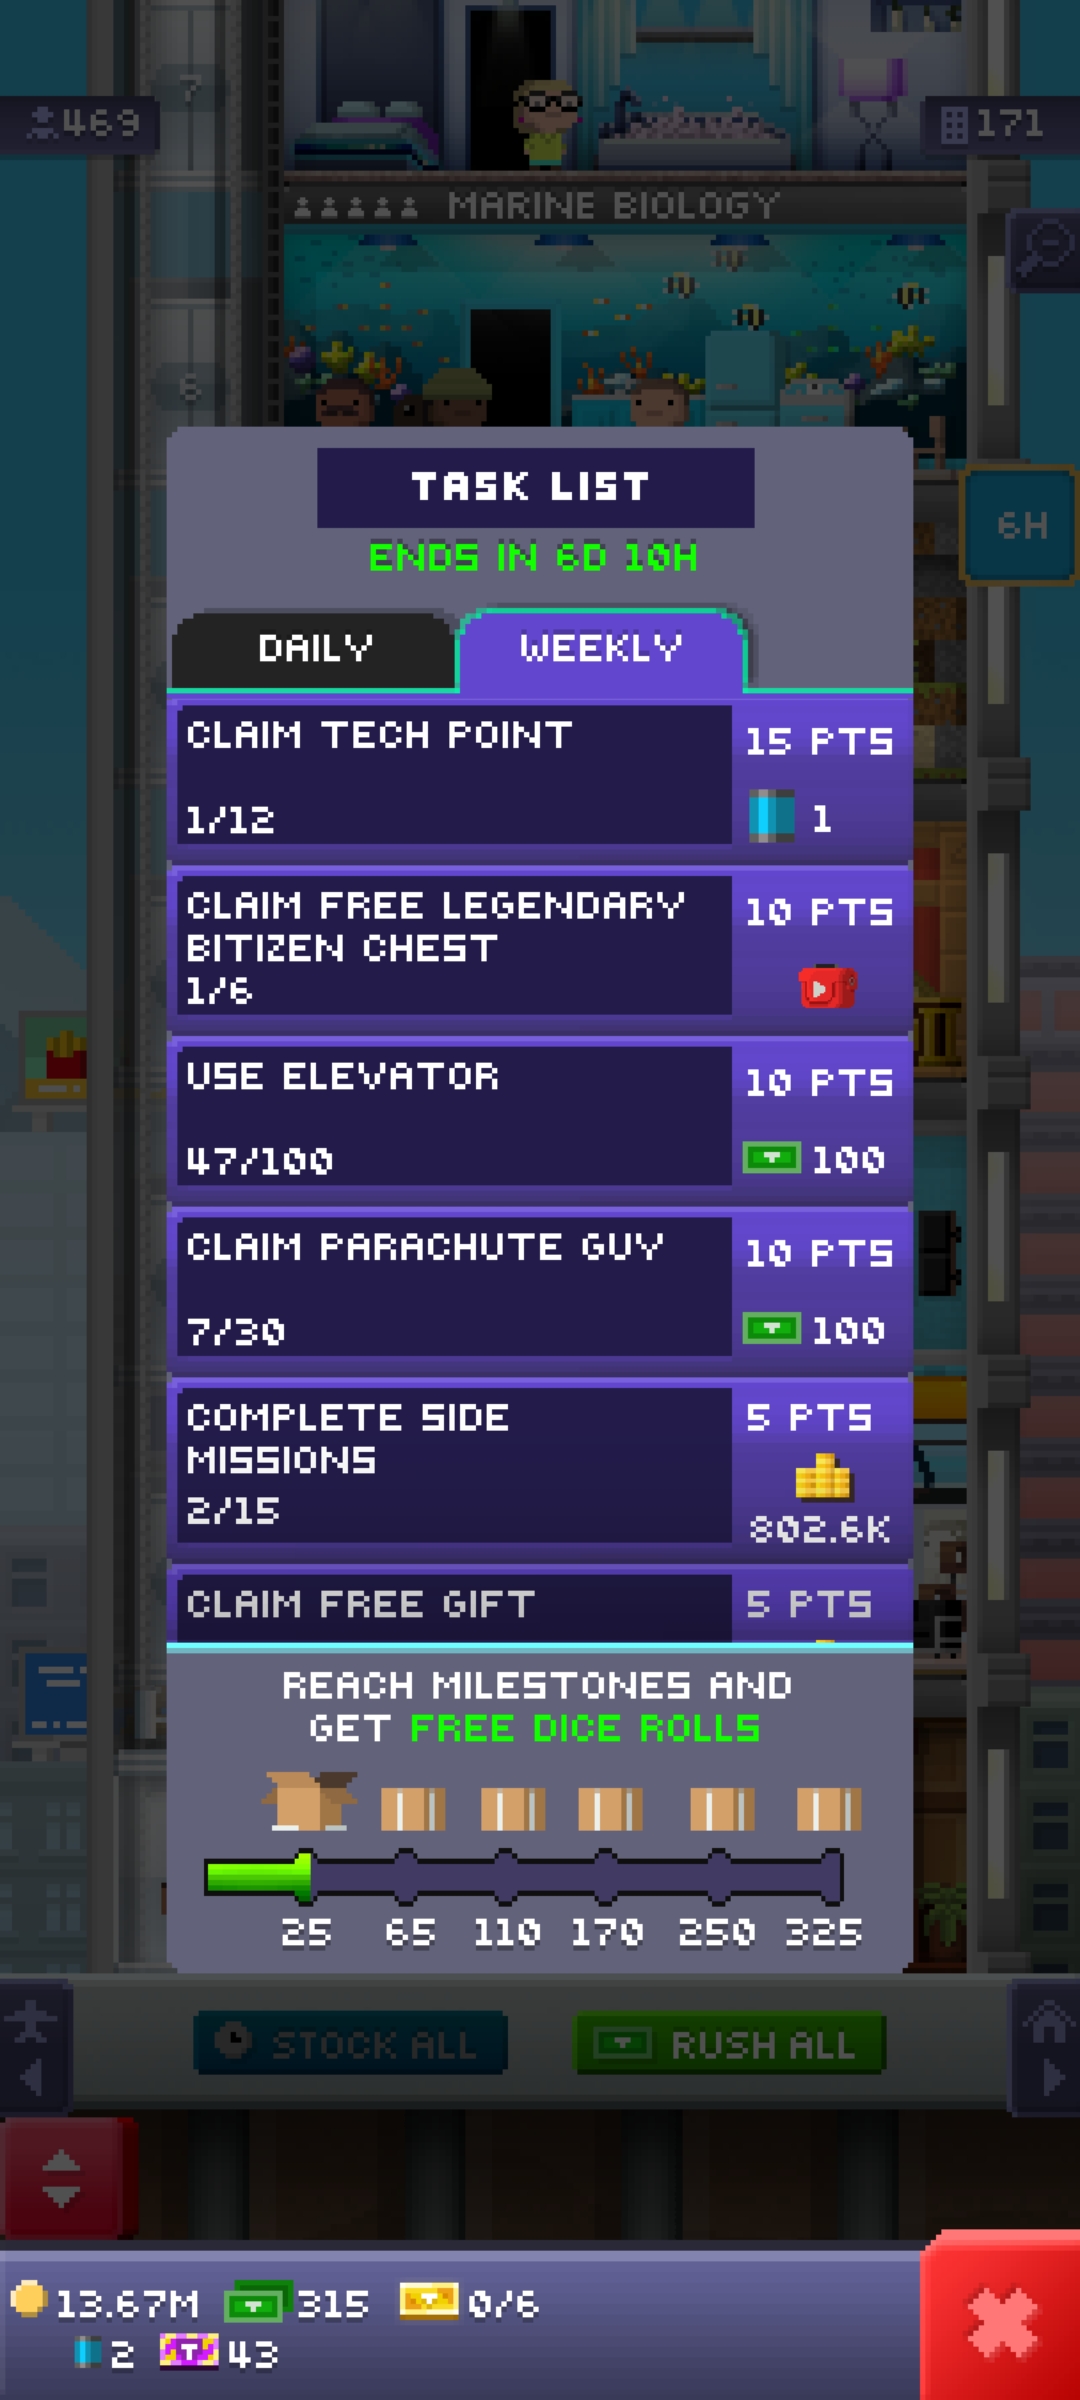 7
469
171
MARINE BIOLOGY
6
TASK LIST
6H
ENDS IN 6D 10H
DAILY
WEEKLY
CLAIM TECH POINT
15 PTS
1/12
1
CLAIM FREE LEGENDARY
BITIZEN CHEST
10 PTS
1/6
USE ELEVATOR
10 PTS
47/100
100
CLAIM PARACHUTE GUY
10 PTS
7/30
100
COMPLETE SIDE
MISSIONS
5 PTS
2/15
802.6K
CLAIM FREE GIFT
5 PTS
REACH MILESTONES AND
GET FREE DICE ROLLS
25 65 110 170 250 325
STOCK ALL
RUSH ALL
13.67M 315 0/6
2 43